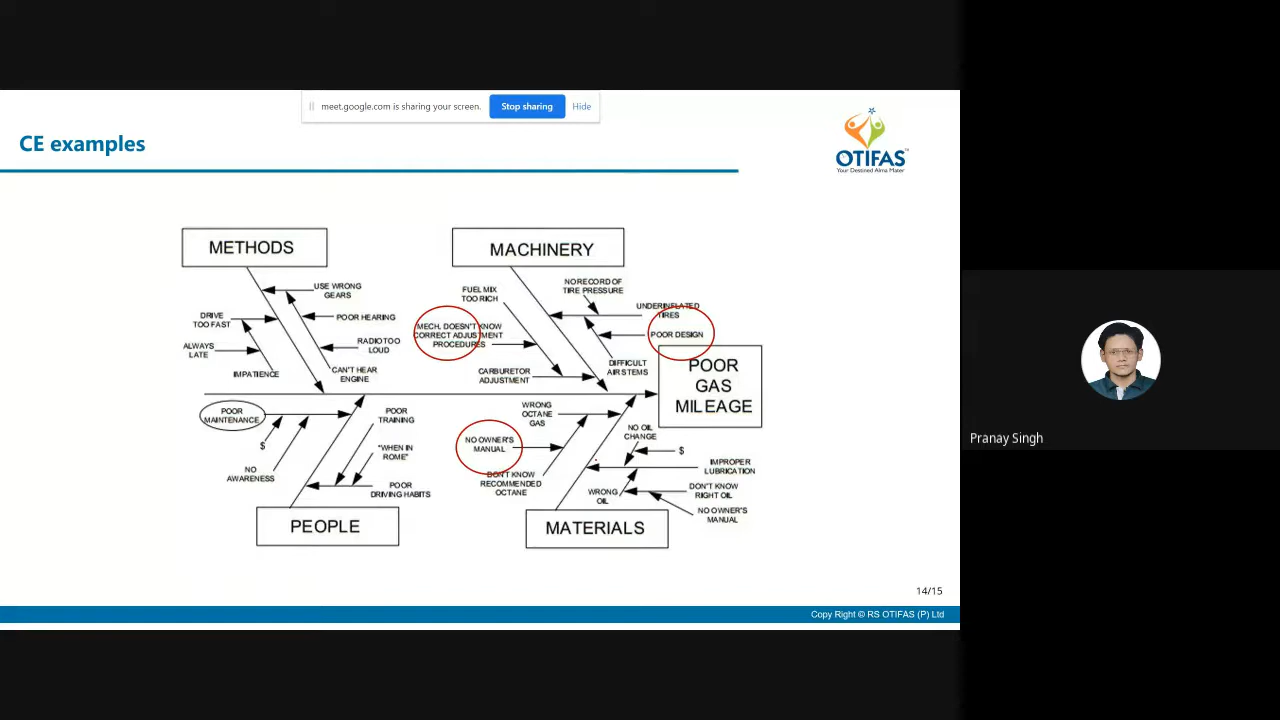 meet.google.com is sharing your screen.
Stop sharing
Hide
CE examples
OTIFAS™
Your Destined Alma Mater
METHODS
MACHINERY
USE WRONG
GEARS
DRIVE
TOO FAST
POOR HEARING
ALWAYS
LATE
RADIO TOO
LOUD
IMPATIENCE
CAN'T HEAR
ENGINE
FUEL MIX
TOO RICH
NO RECORD OF
TIRE PRESSURE
UNDERINFLATED
TIRES
MECH. DOESN'T KNOW
CORRECT ADJUSTMENT
PROCEDURES
POOR DESIGN
CARBURETOR
ADJUSTMENT
DIFFICULT
AIR STEMS
POOR
GAS
MILEAGE
POOR
MAINTENANCE
$
NO
AWARENESS
POOR
TRAINING
"WHEN IN
ROME"
POOR
DRIVING HABITS
WRONG
OCTANE
GAS
NO OWNER'S
MANUAL
DON'T KNOW
RECOMMENDED
OCTANE
NO OIL
CHANGE
$
IMPROPER
LUBRICATION
WRONG
OIL
DON'T KNOW
RIGHT OIL
NO OWNER'S
MANUAL
PEOPLE
MATERIALS
14/15
Copy Right © RS OTIFAS (P) Ltd
Pranay Singh